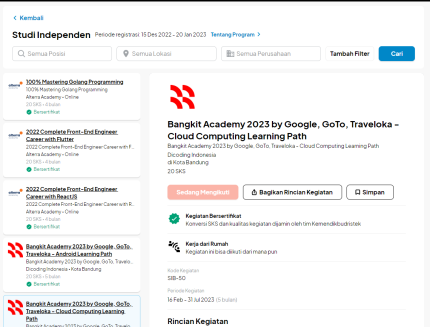 Kembali
Studi Independen
Periode registrasi, 15 Des 2022 - 20 Jan 2023
Tentang Program
Semua Posisi
Semua Lokasi
Semua Perusahaan
Tambah Filter
Cari
100% Mastering Golang Programming
100% Mastering Golang Programming
Alterra Academy - Online
20 SKS - 4 bulan
Bersertifikat
2022 Complete Front-End Engineer
Career with Flutter
2022 Complete Front-End Engineer Career with F...
Alterra Academy - Online
20 SKS - 4 bulan
Bersertifikat
2022 Complete Front-End Engineer
Career with ReactJS
2022 Complete Front-End Engineer Career with R...
Alterra Academy - Online
20 SKS - 4 bulan
Bersertifikat
Bangkit Academy 2023 by Google, GoTo,
Traveloka - Android Learning Path
Bangkit Academy 2023 by Google, GoTo, Travelo...
Dicoding Indonesia - Kota Bandung
20 SKS - 5 bulan
Bersertifikat
Bangkit Academy 2023 by Google, GoTo,
Traveloka - Cloud Computing Learning
Path
Bangkit Academy 2023 by Google, GoTo, Travelo...
Bangkit Academy 2023 by Google, GoTo, Traveloka -
Cloud Computing Learning Path
Bangkit Academy 2023 by Google, GoTo, Traveloka - Cloud Computing Learning Path
Dicoding Indonesia
di Kota Bandung
20 SKS
Sedang Mengikuti
Bagikan Rincian Kegiatan
Simpan
Kegiatan Bersertifikat
Konversi SKS dan kualitas kegiatan dijamin oleh tim Kemendikbudristek
Kerja dari Rumah
Kegiatan ini bisa diikuti dari mana pun
Kode Kegiatan
SIB-50
Periode Kegiatan
16 Feb - 31 Jul 2023 (5 bulan)
Rincian Kegiatan